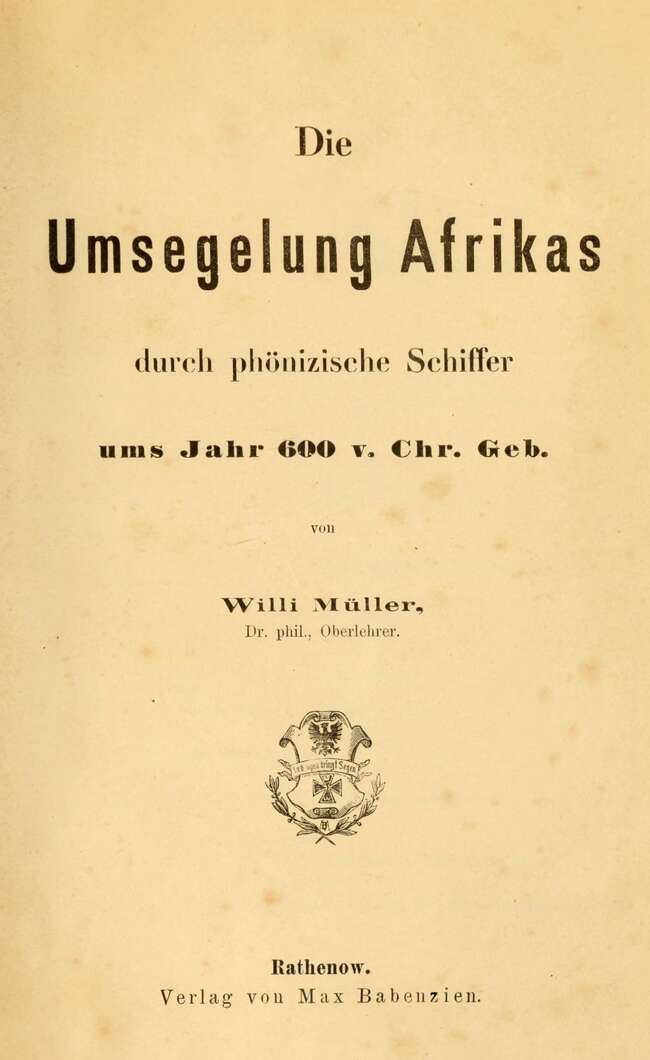 Die
Umsegelung Afrikas
durch phönizische Schiffer
ums Jahr 600 v. Chr. Geb.
von
Willi Müller,
Dr. phil., Oberlehrer.
bringt Segen
Rathenow.
Verlag von Max Babenzien.